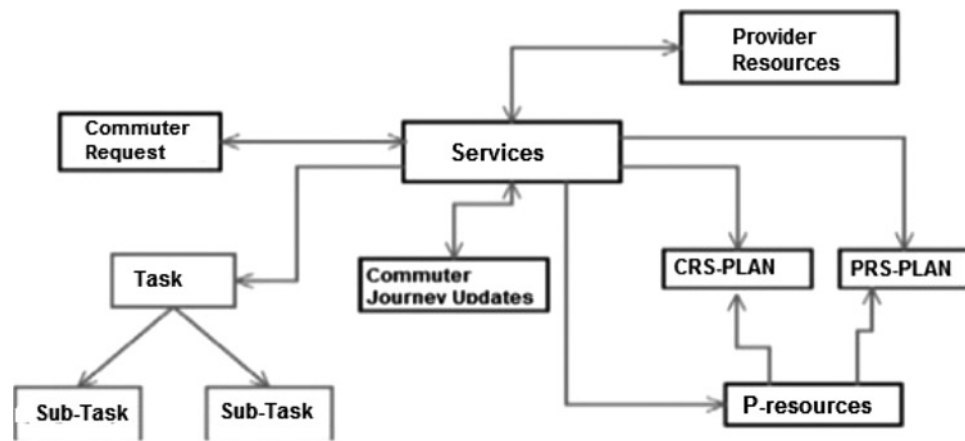 Provider
Resources
Commuter
Request
Services
Task
Commuter
Journey Updates
CRS-PLAN
PRS-PLAN
Sub-Task
Sub-Task
P-resources